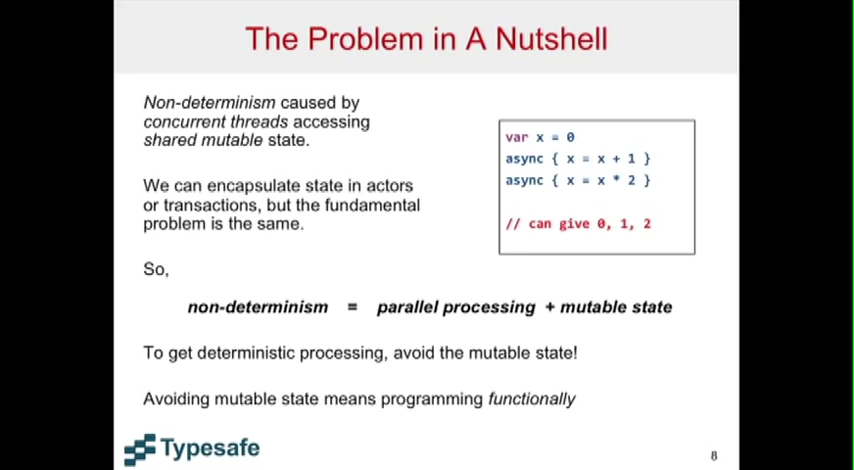 The Problem in A Nutshell
Non-determinism caused by
concurrent threads accessing
shared mutable state.
We can encapsulate state in actors
or transactions, but the fundamental
problem is the same.
var x = 0
async { x = x + 1 }
async { x = x * 2 }
// can give 0, 1, 2
So,
non-determinism = parallel processing + mutable state
To get deterministic processing, avoid the mutable state!
Avoiding mutable state means programming functionally
Typesafe
8